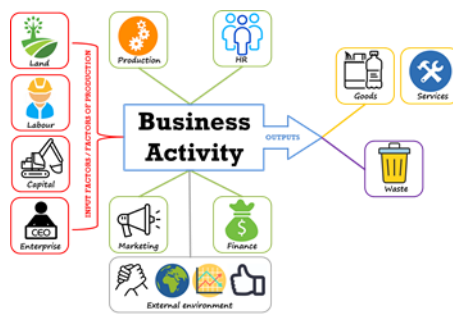 Land
Labour
Capital
CEO
Enterprise
INPUT FACTORS / FACTORS OF PRODUCTION
Production
HR
Business
Activity
OUTPUTS
Marketing
$
Finance
External environment
Goods
Services
Waste